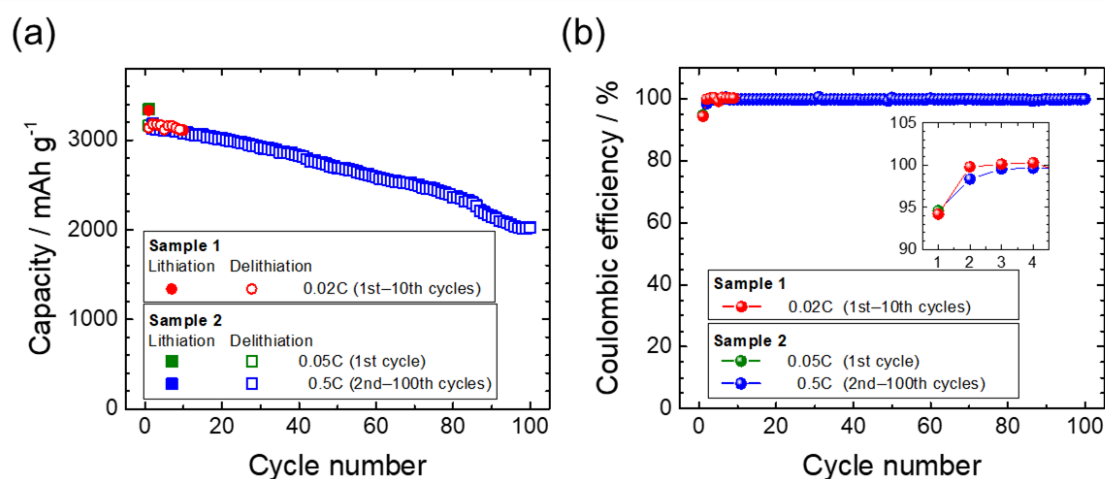 (a)
Capacity / mAh g⁻¹
3000
2000
1000
0
0
20
40
60
80
100
Cycle number
Sample 1
Lithiation Delithiation
0.02C (1st–10th cycles)
Sample 2
Lithiation Delithiation
0.05C (1st cycle)
0.5C (2nd–100th cycles)
(b)
Coulombic efficiency / %
120
100
80
60
40
20
0
0
20
40
60
80
100
Cycle number
105
100
95
90
1
2
3
4
Sample 1
0.02C (1st–10th cycles)
Sample 2
0.05C (1st cycle)
0.5C (2nd–100th cycles)